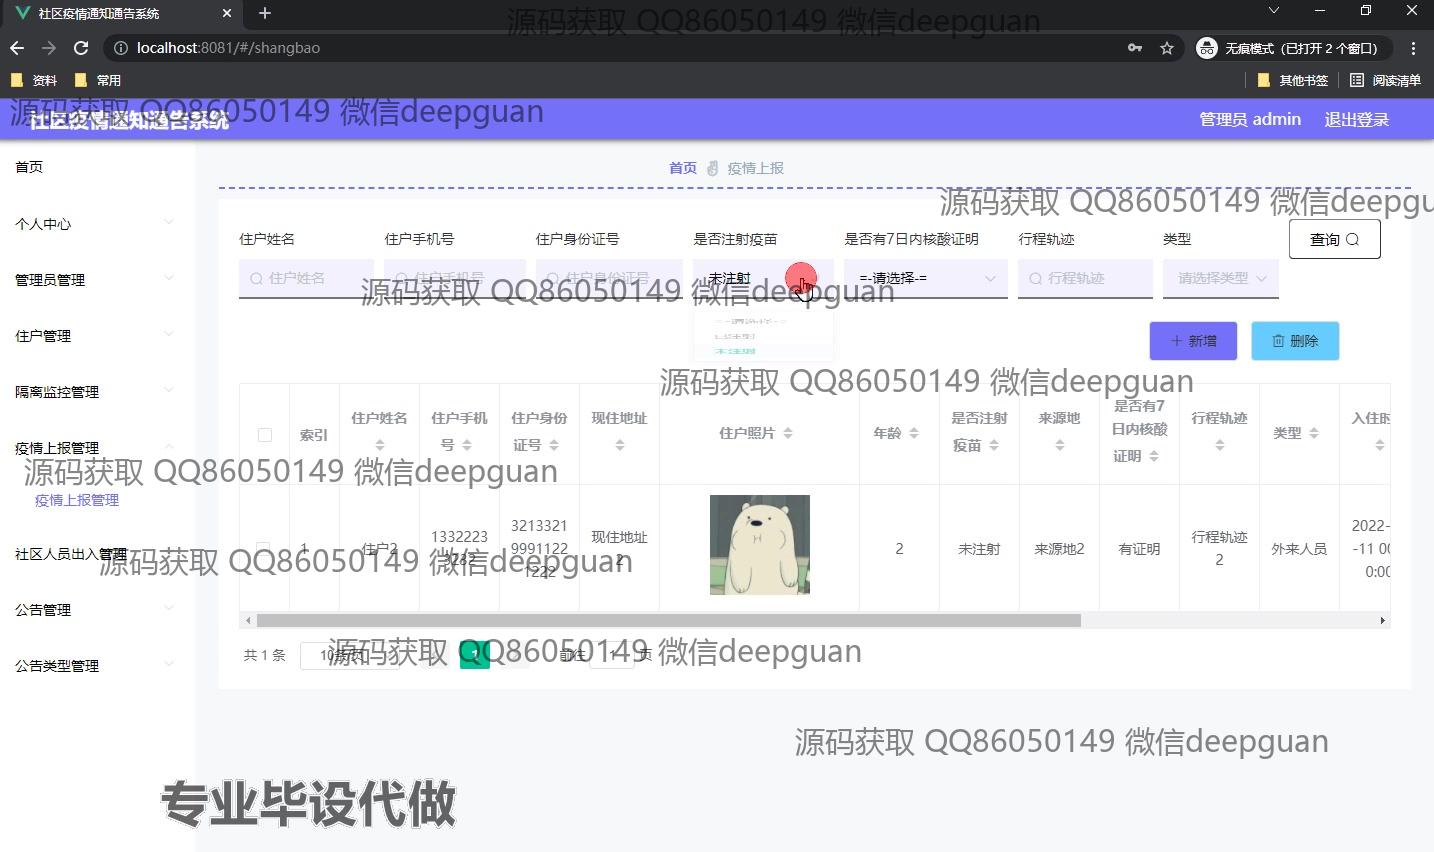 社区疫情通知通告系统
源码获取 QQ86050149 微信deepguan
localhost:8081/#/shangbao
无痕模式（已打开 2 个窗口）
资料 常用 其他书签 阅读清单
源码获取 QQ86050149 微信deepguan
社区疫情通知通告系统 管理员 admin 退出登录
首页
个人中心
管理员管理
住户管理
隔离监控管理
疫情上报管理
疫情上报管理
社区人员出入管理
公告管理
公告类型管理
首页 疫情上报
源码获取 QQ86050149 微信deepgu
住户姓名 住户手机号 住户身份证号 是否注射疫苗 是否有7日内核酸证明 行程轨迹 类型 查询
住户姓名 住户手机号 住户身份证号 未注射 =-请选择-= 行程轨迹 请选择类型
源码获取 QQ86050149 微信deepguan
未注射
新增 删除
源码获取 QQ86050149 微信deepguan
索引 住户姓名 住户手机号 住户身份证号 现住地址 住户照片 年龄 是否注射疫苗 来源地 是否有7日内核酸证明 行程轨迹 类型 入住时
源码获取 QQ86050149 微信deepguan
1 住户2 1332223 3213321 9991122 1222 现住地址2 2 未注射 来源地2 有证明 行程轨迹2 外来人员 2022- -11 00 0:00
源码获取 QQ86050149 微信deepguan
共 1 条 10条/页 1 前往 1 页
源码获取 QQ86050149 微信deepguan
源码获取 QQ86050149 微信deepguan
专业毕设代做